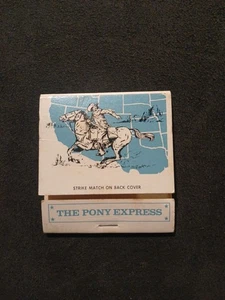 STRIKE MATCH ON BACK COVER
THE PONY EXPRESS